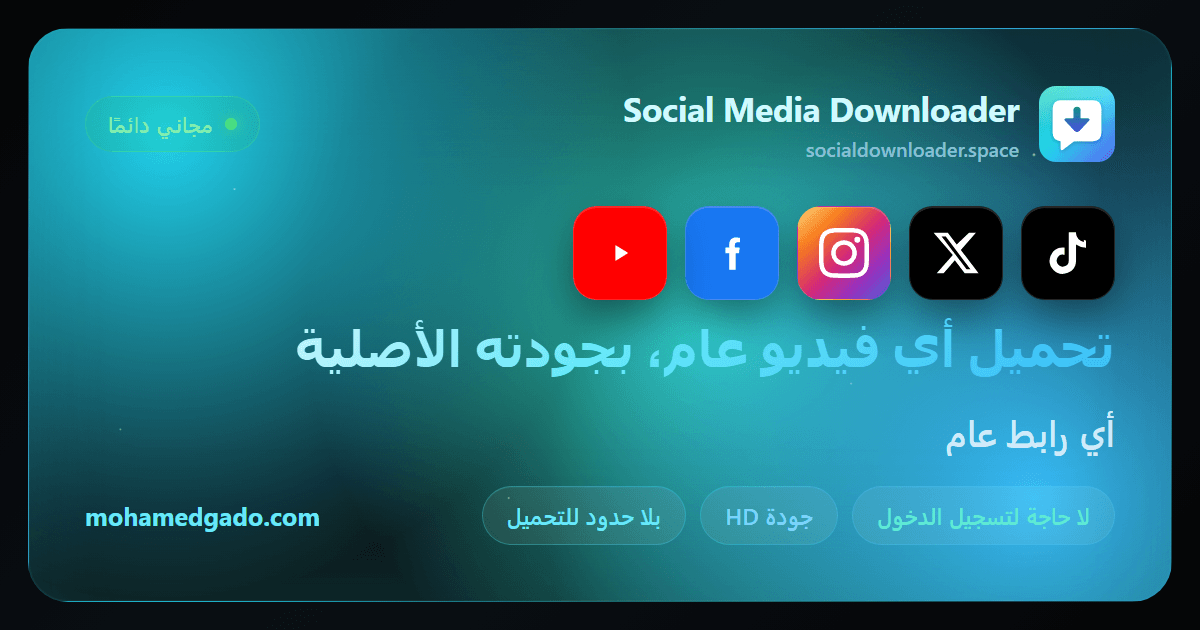 Social Media Downloader
socialdownloader.space
مجاني دائمًا
تحميل أي فيديو عام، بجودته الأصلية
أي رابط عام
لا حاجة لتسجيل الدخول
جودة HD
بلا حدود للتحميل
mohamedgado.com